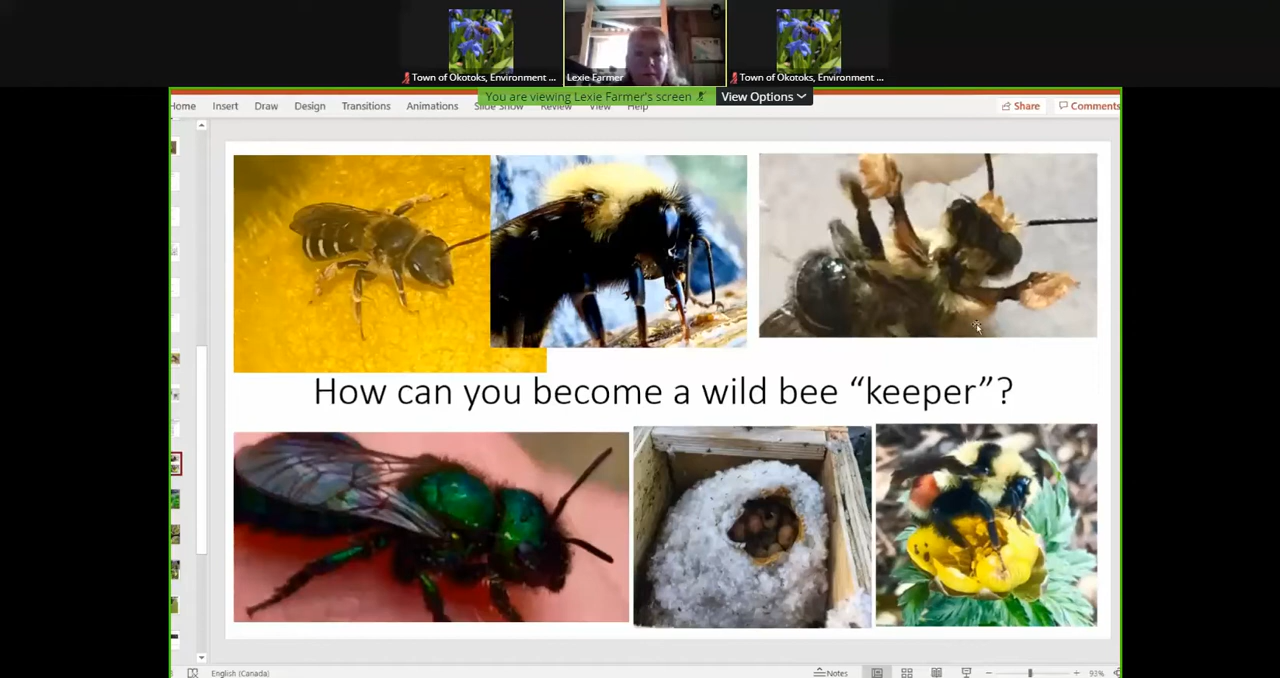 Town of Okotoks, Environment ...
Lexie Farmer
Town of Okotoks, Environment ...
You are viewing Lexie Farmer's screen
View Options
Home Insert Draw Design Transitions Animations Slide Show Review View Help
Share Comments
How can you become a wild bee “keeper”?
English (Canada)
Notes
93%